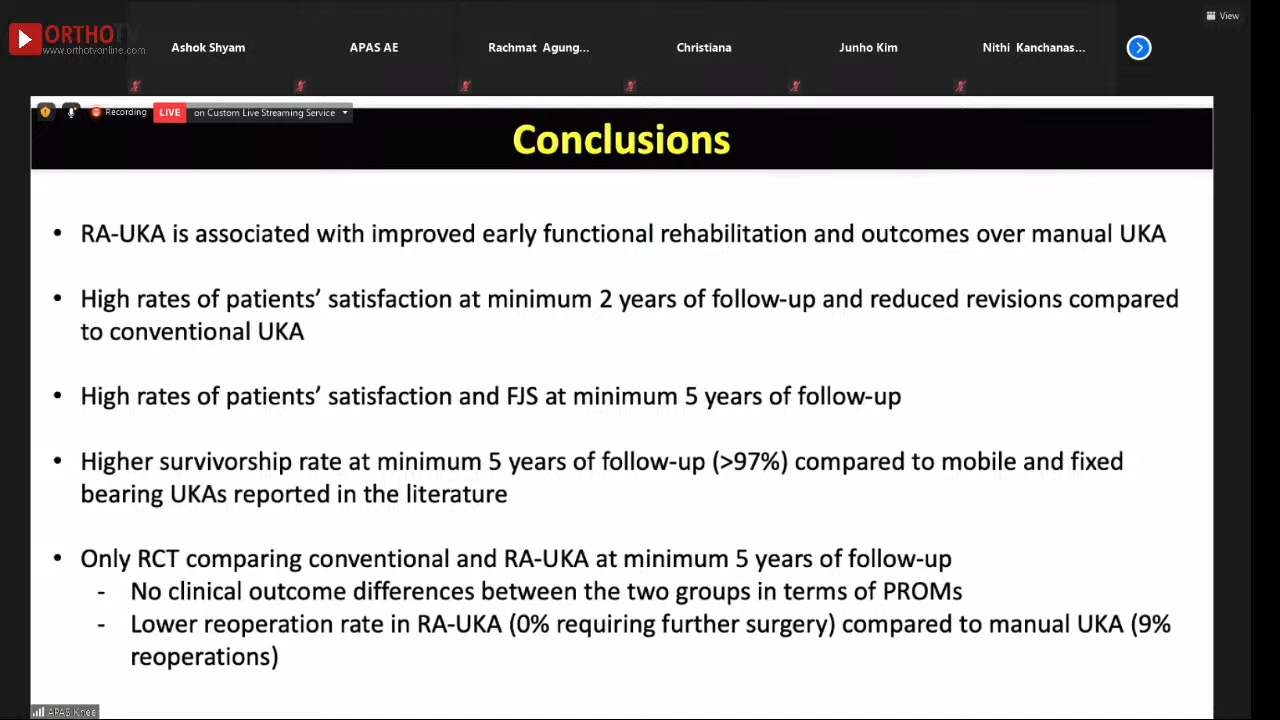 ORTHOTV
www.orthotvonline.com
Ashok Shyam
APAS AE
Rachmat Agung...
Christiana
Junho Kim
Nithi Kanchanas...
View
Recording
LIVE
on Custom Live Streaming Service
Conclusions
• RA-UKA is associated with improved early functional rehabilitation and outcomes over manual UKA
• High rates of patients’ satisfaction at minimum 2 years of follow-up and reduced revisions compared
to conventional UKA
• High rates of patients’ satisfaction and FJS at minimum 5 years of follow-up
• Higher survivorship rate at minimum 5 years of follow-up (>97%) compared to mobile and fixed
bearing UKAs reported in the literature
• Only RCT comparing conventional and RA-UKA at minimum 5 years of follow-up
- No clinical outcome differences between the two groups in terms of PROMs
- Lower reoperation rate in RA-UKA (0% requiring further surgery) compared to manual UKA (9%
reoperations)
APAS Knee